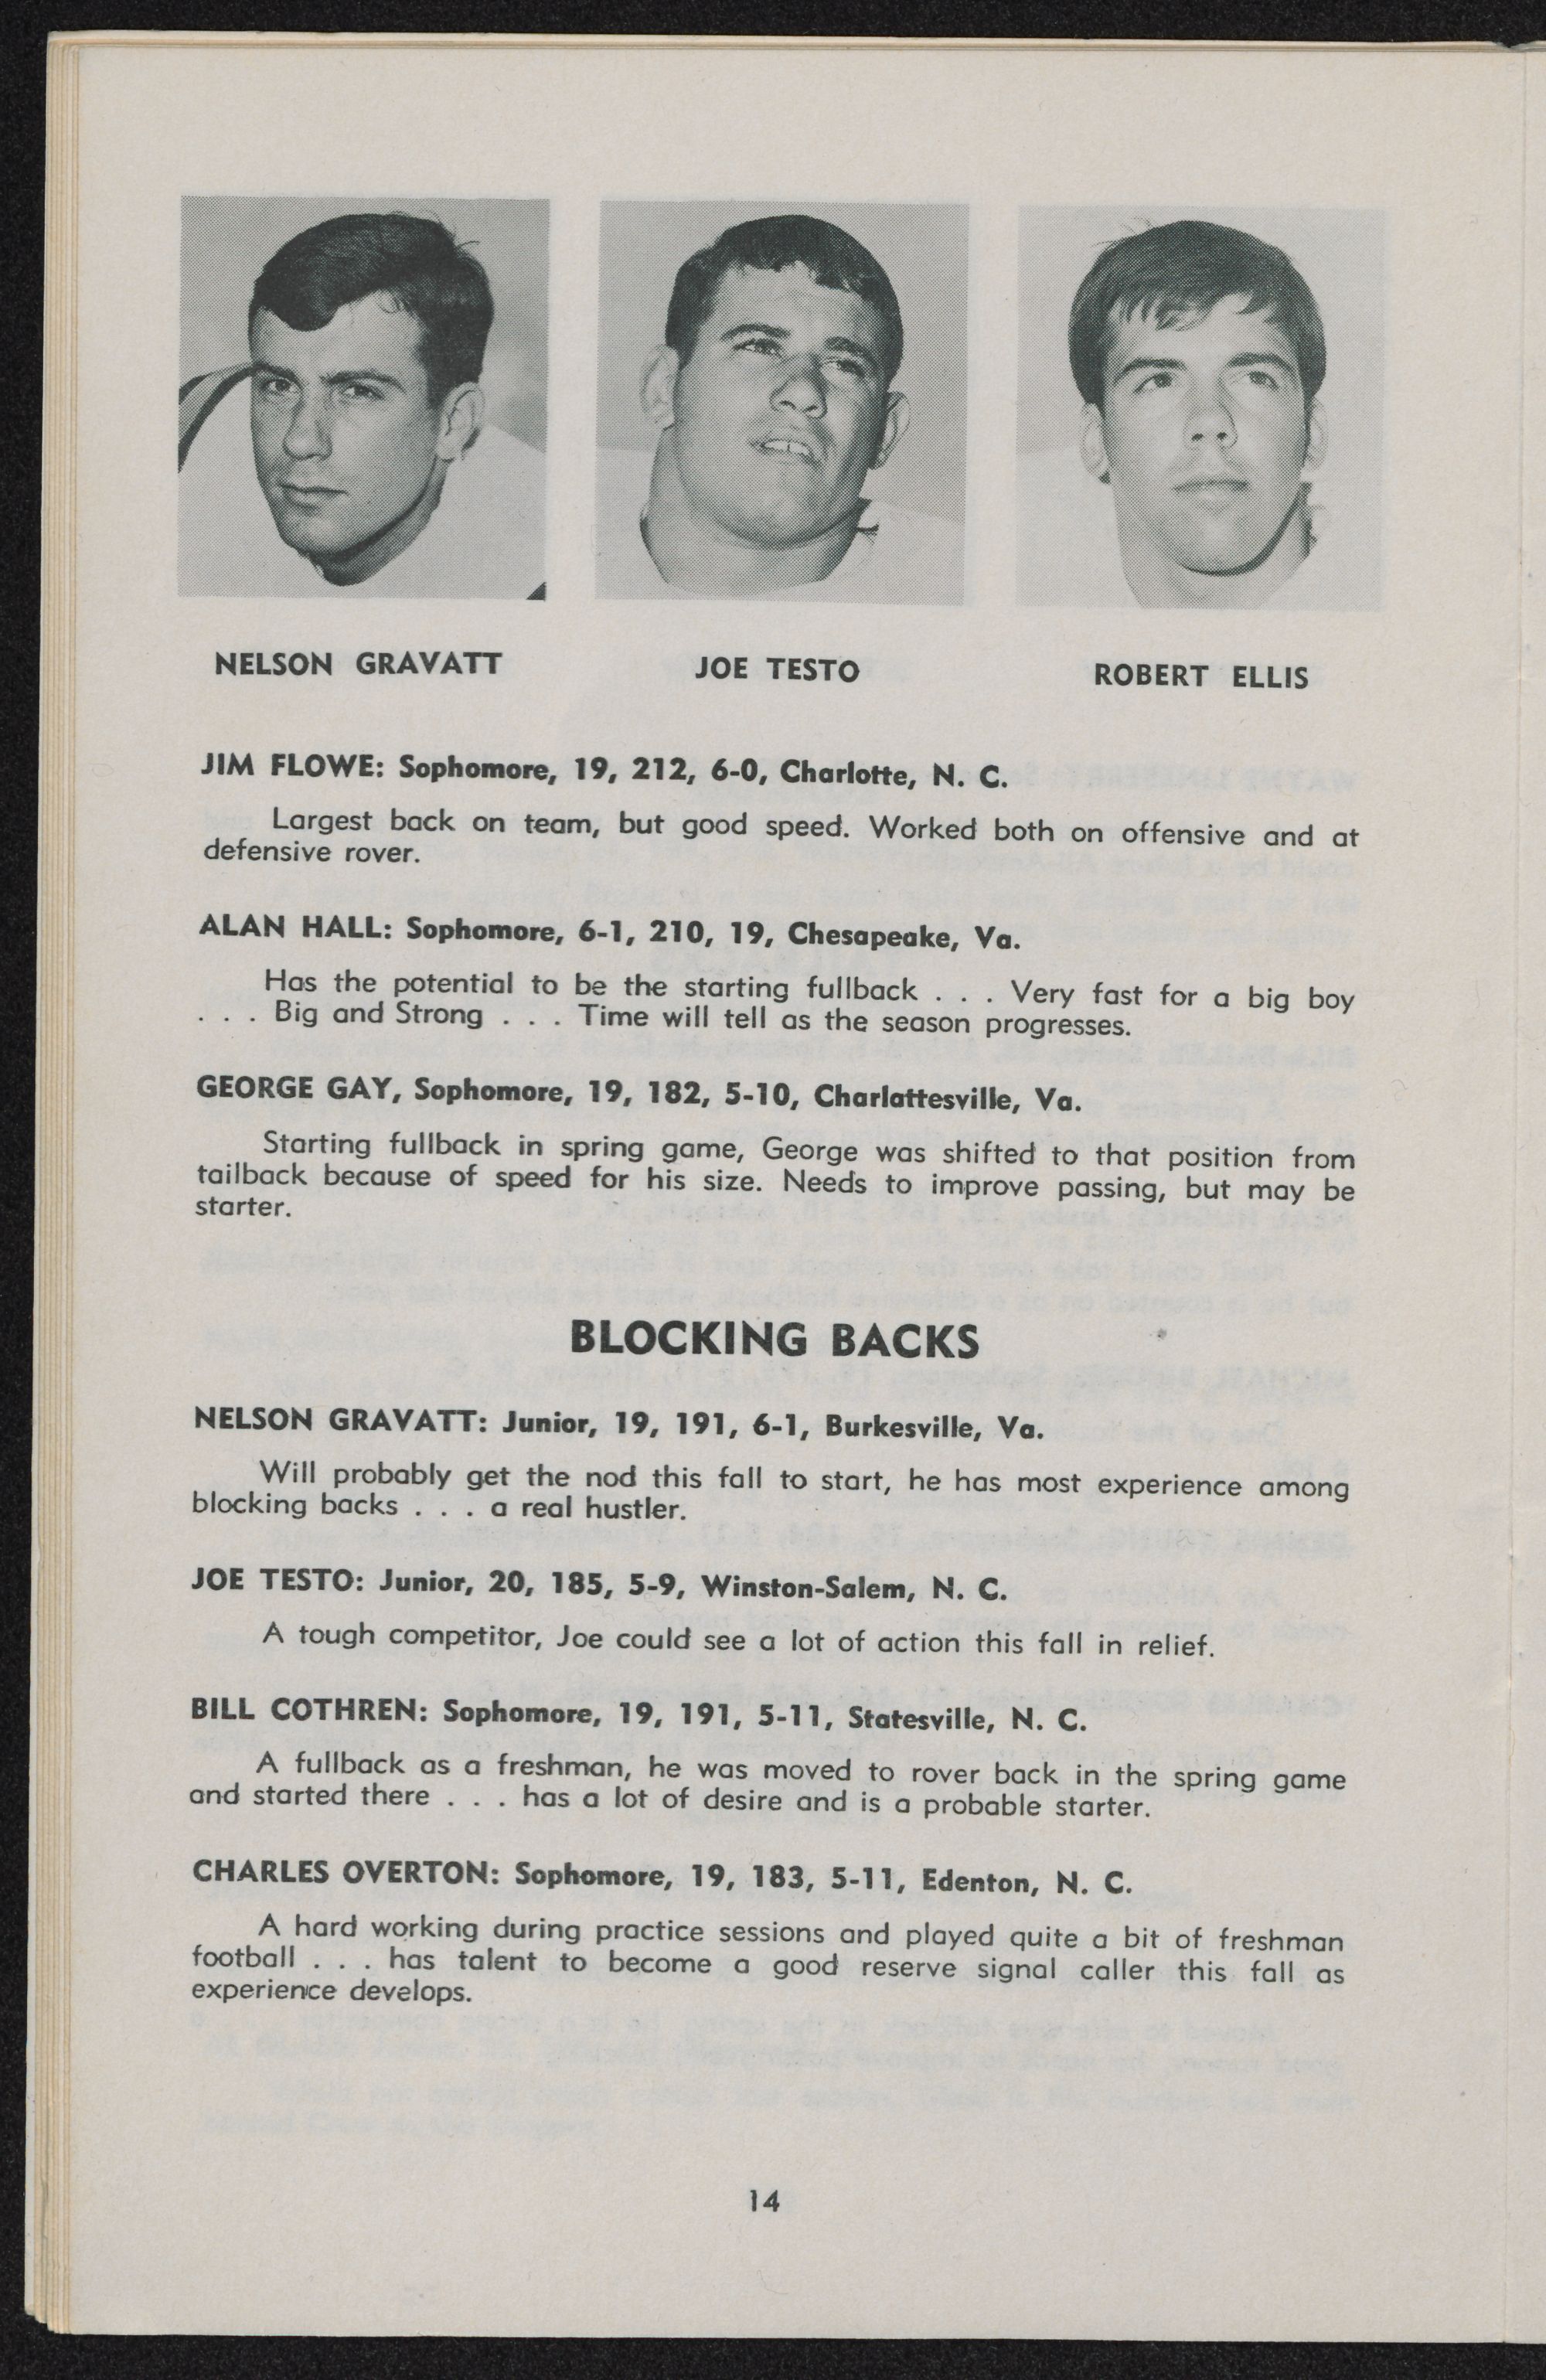 NELSON GRAVATT
JOE TESTO
ROBERT ELLIS
JIM FLOWE: Sophomore, 19, 212, 6-0, Charlotte, N. C.
Largest back on team, but good speed. Worked both on offensive and at
defensive rover.
ALAN HALL: Sophomore, 6-1, 210, 19, Chesapeake, Va.
Has the potential to be the starting fullback . . . Very fast for a big boy
. . . Big and Strong . . . Time will tell as the season progresses.
GEORGE GAY, Sophomore, 19, 182, 5-10, Charlattesville, Va.
Starting fullback in spring game, George was shifted to that position from
tailback because of speed for his size. Needs to improve passing, but may be
starter.
BLOCKING BACKS
NELSON GRAVATT: Junior, 19, 191, 6-1, Burkesville, Va.
Will probably get the nod this fall to start, he has most experience among
blocking backs . . . a real hustler.
JOE TESTO: Junior, 20, 185, 5-9, Winston-Salem, N. C.
A tough competitor, Joe could see a lot of action this fall in relief.
BILL COTHREN: Sophomore, 19, 191, 5-11, Statesville, N. C.
A fullback as a freshman, he was moved to rover back in the spring game
and started there . . . has a lot of desire and is a probable starter.
CHARLES OVERTON: Sophomore, 19, 183, 5-11, Edenton, N. C.
A hard working during practice sessions and played quite a bit of freshman
football . . . has talent to become a good reserve signal caller this fall as
experience develops.
14